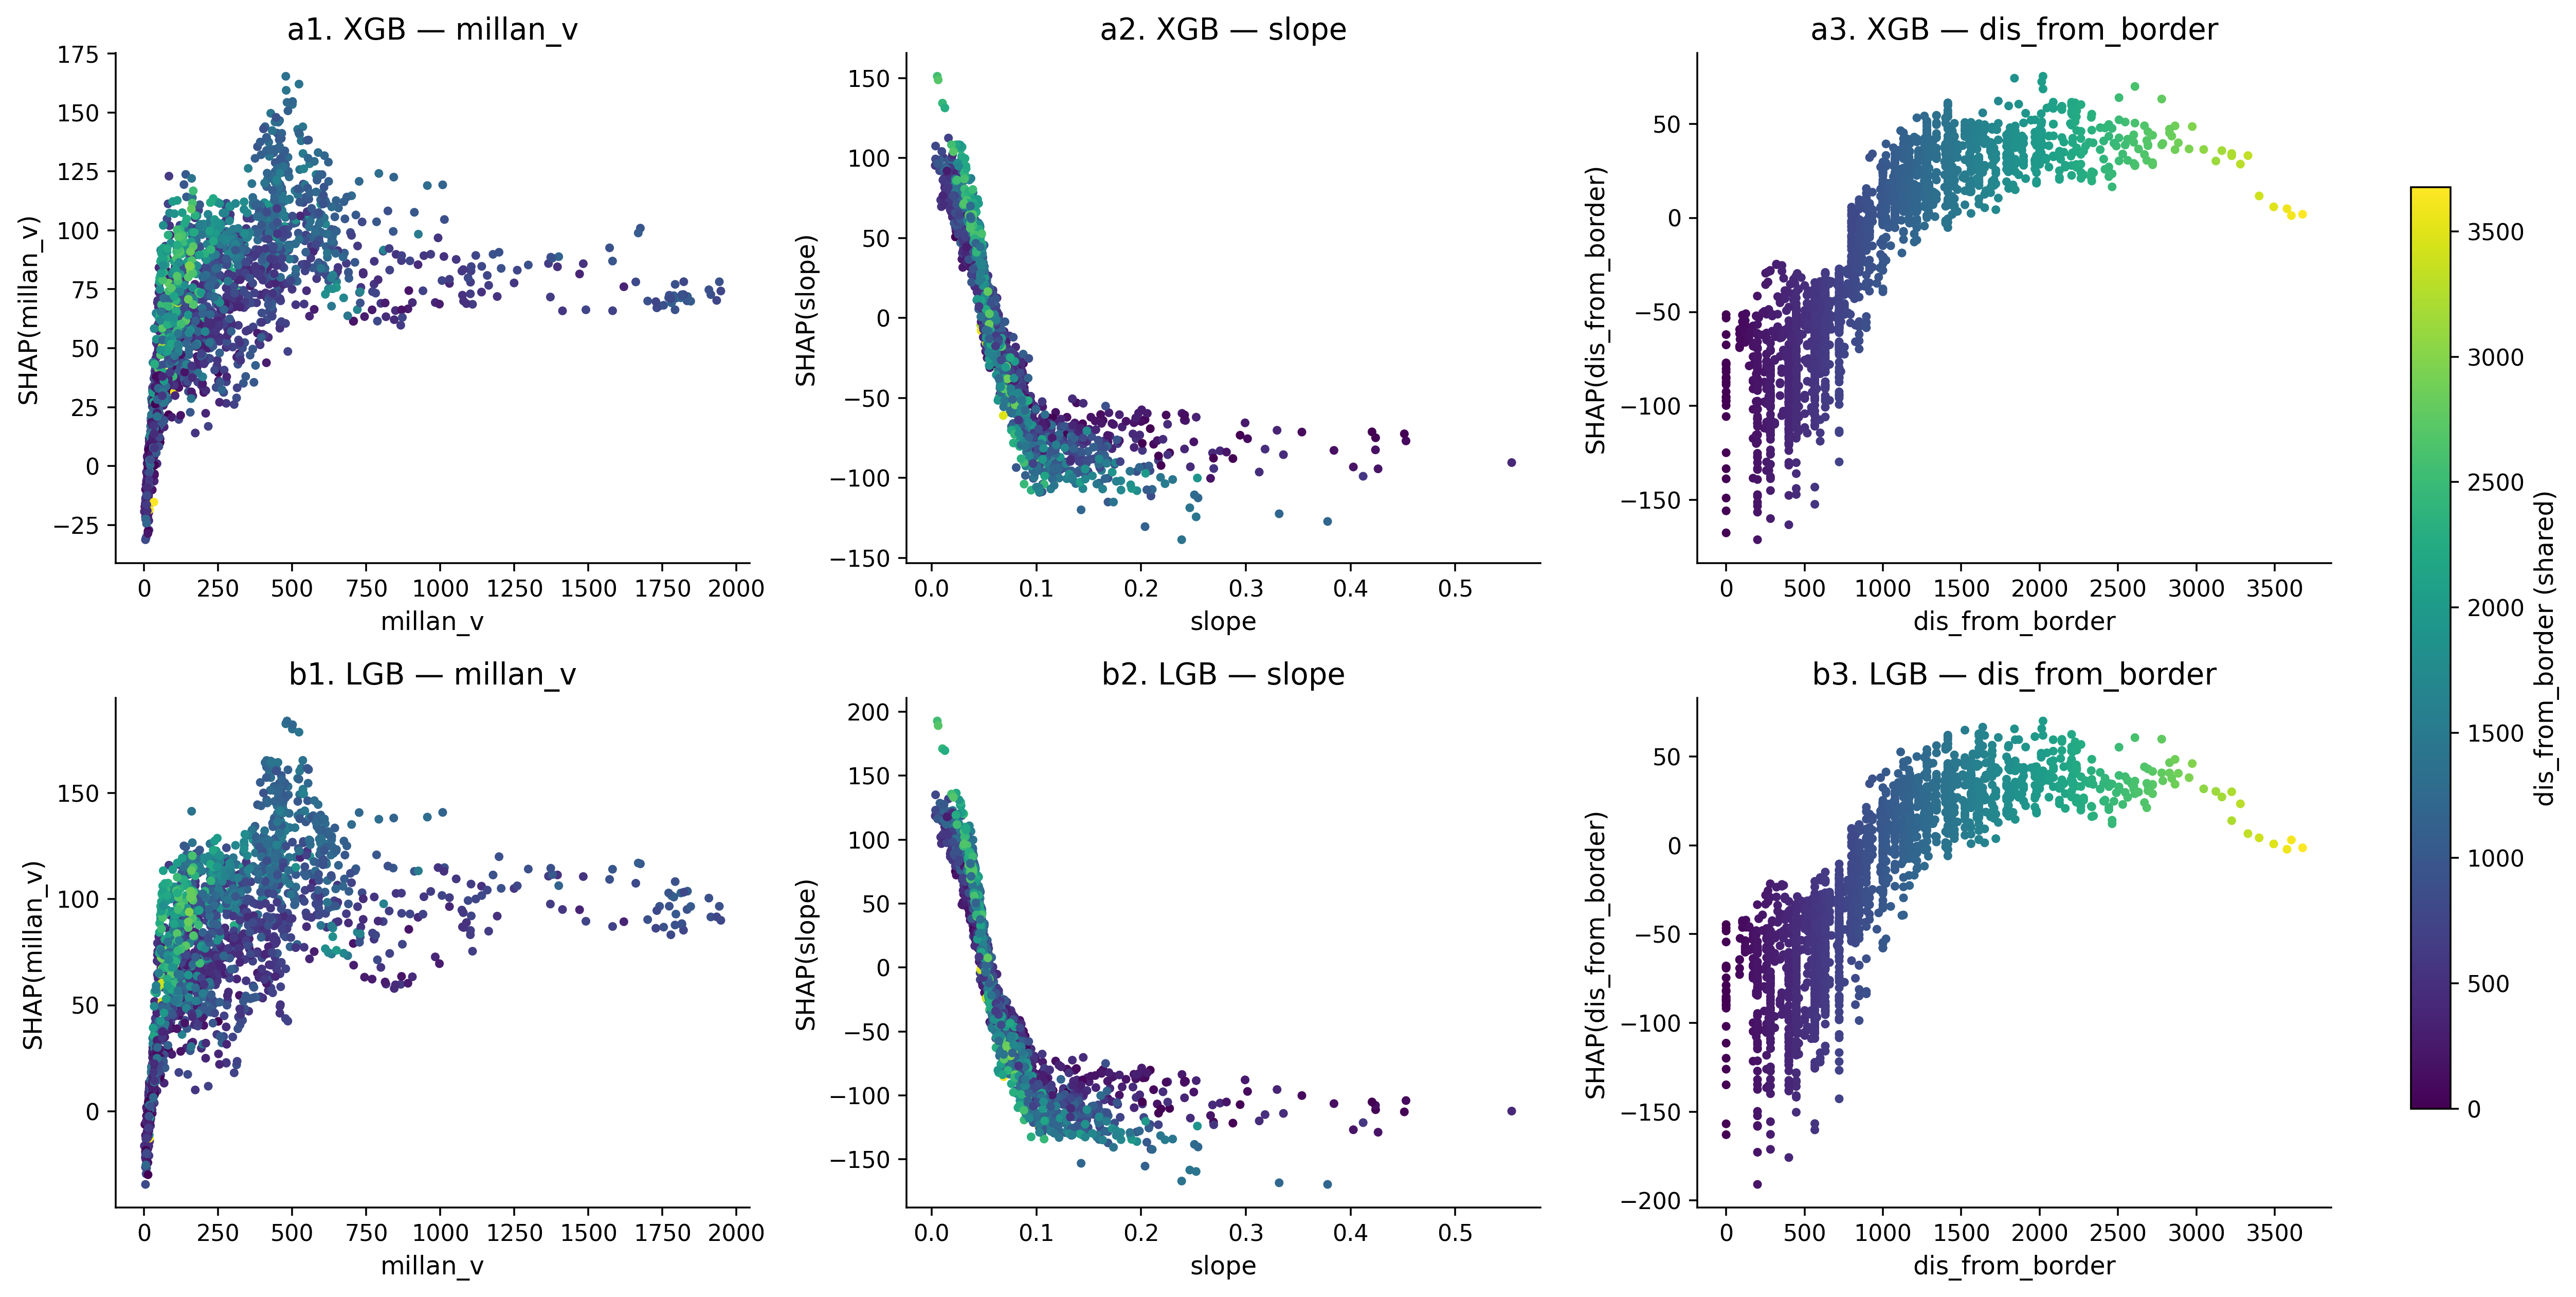 a1. XGB — millan_v
a2. XGB — slope
a3. XGB — dis_from_border
SHAP(millan_v)
175
150
125
100
75
50
25
0
−25
0 250 500 750 1000 1250 1500 1750 2000
millan_v
SHAP(slope)
150
100
50
0
−50
−100
−150
0.0 0.1 0.2 0.3 0.4 0.5
slope
SHAP(dis_from_border)
50
0
−50
−100
−150
0 500 1000 1500 2000 2500 3000 3500
dis_from_border
b1. LGB — millan_v
b2. LGB — slope
b3. LGB — dis_from_border
SHAP(millan_v)
150
100
50
0
0 250 500 750 1000 1250 1500 1750 2000
millan_v
SHAP(slope)
200
150
100
50
0
−50
−100
−150
0.0 0.1 0.2 0.3 0.4 0.5
slope
SHAP(dis_from_border)
50
0
−50
−100
−150
−200
0 500 1000 1500 2000 2500 3000 3500
dis_from_border
3500
3000
2500
2000
1500
1000
500
0
dis_from_border (shared)